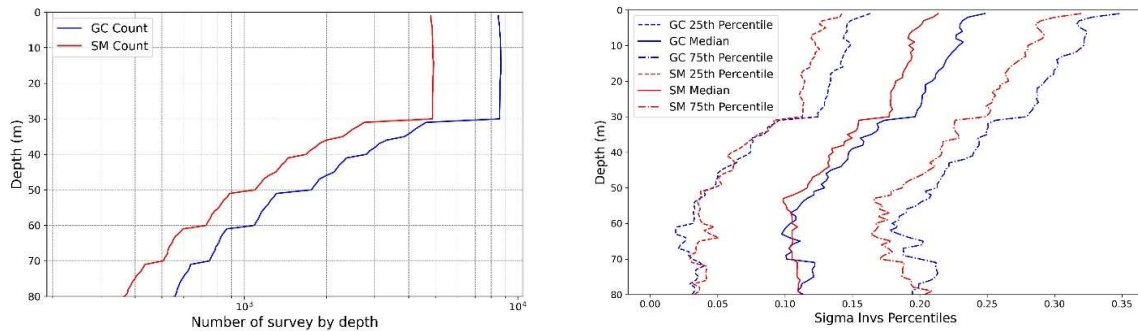 GC Count
SM Count
0
10
20
30
40
50
60
70
80
Depth (m)
10³
10⁴
Number of survey by depth
GC 25th Percentile
GC Median
GC 75th Percentile
SM 25th Percentile
SM Median
SM 75th Percentile
0
10
20
30
40
50
60
70
80
Depth (m)
0.00 0.05 0.10 0.15 0.20 0.25 0.30 0.35
Sigma Invs Percentiles